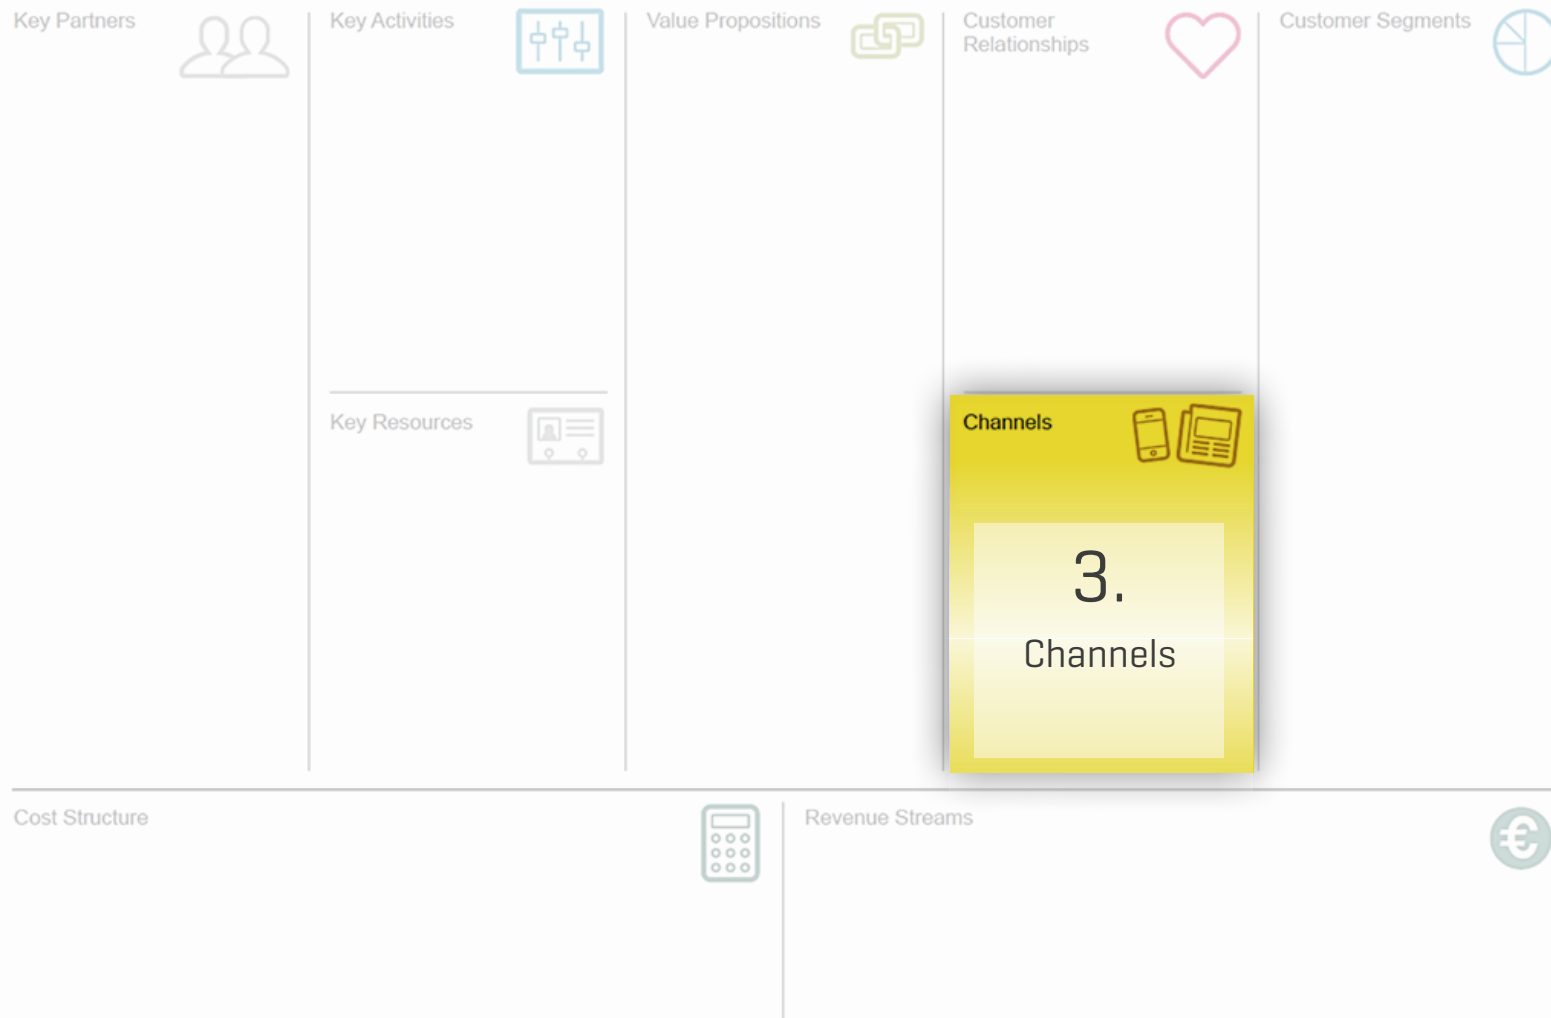 Key Partners
Key Activities
Value Propositions
Customer
Relationships
Customer Segments
Key Resources
Channels
3.
Channels
Cost Structure
Revenue Streams
€